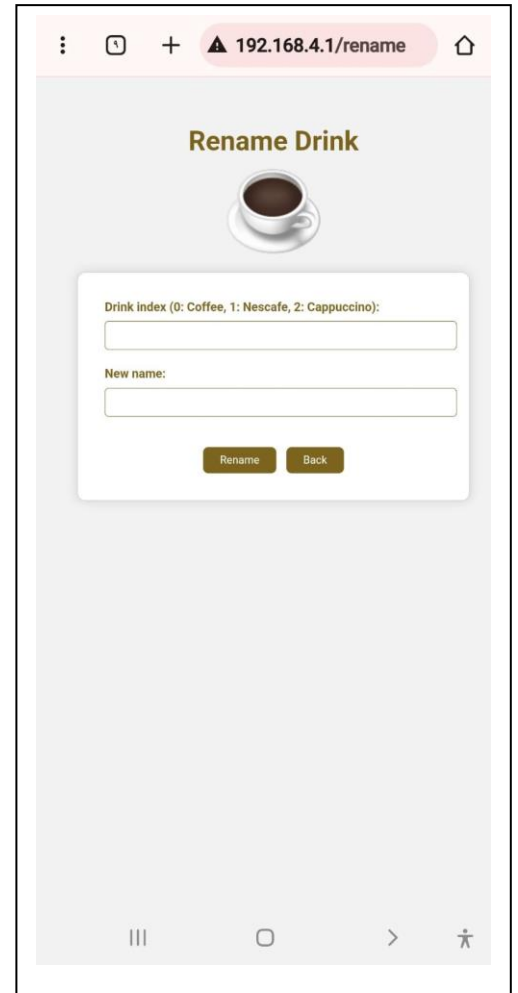 ٩
192.168.4.1/rename
Rename Drink
Drink index (0: Coffee, 1: Nescafe, 2: Cappuccino):
New name:
Rename Back